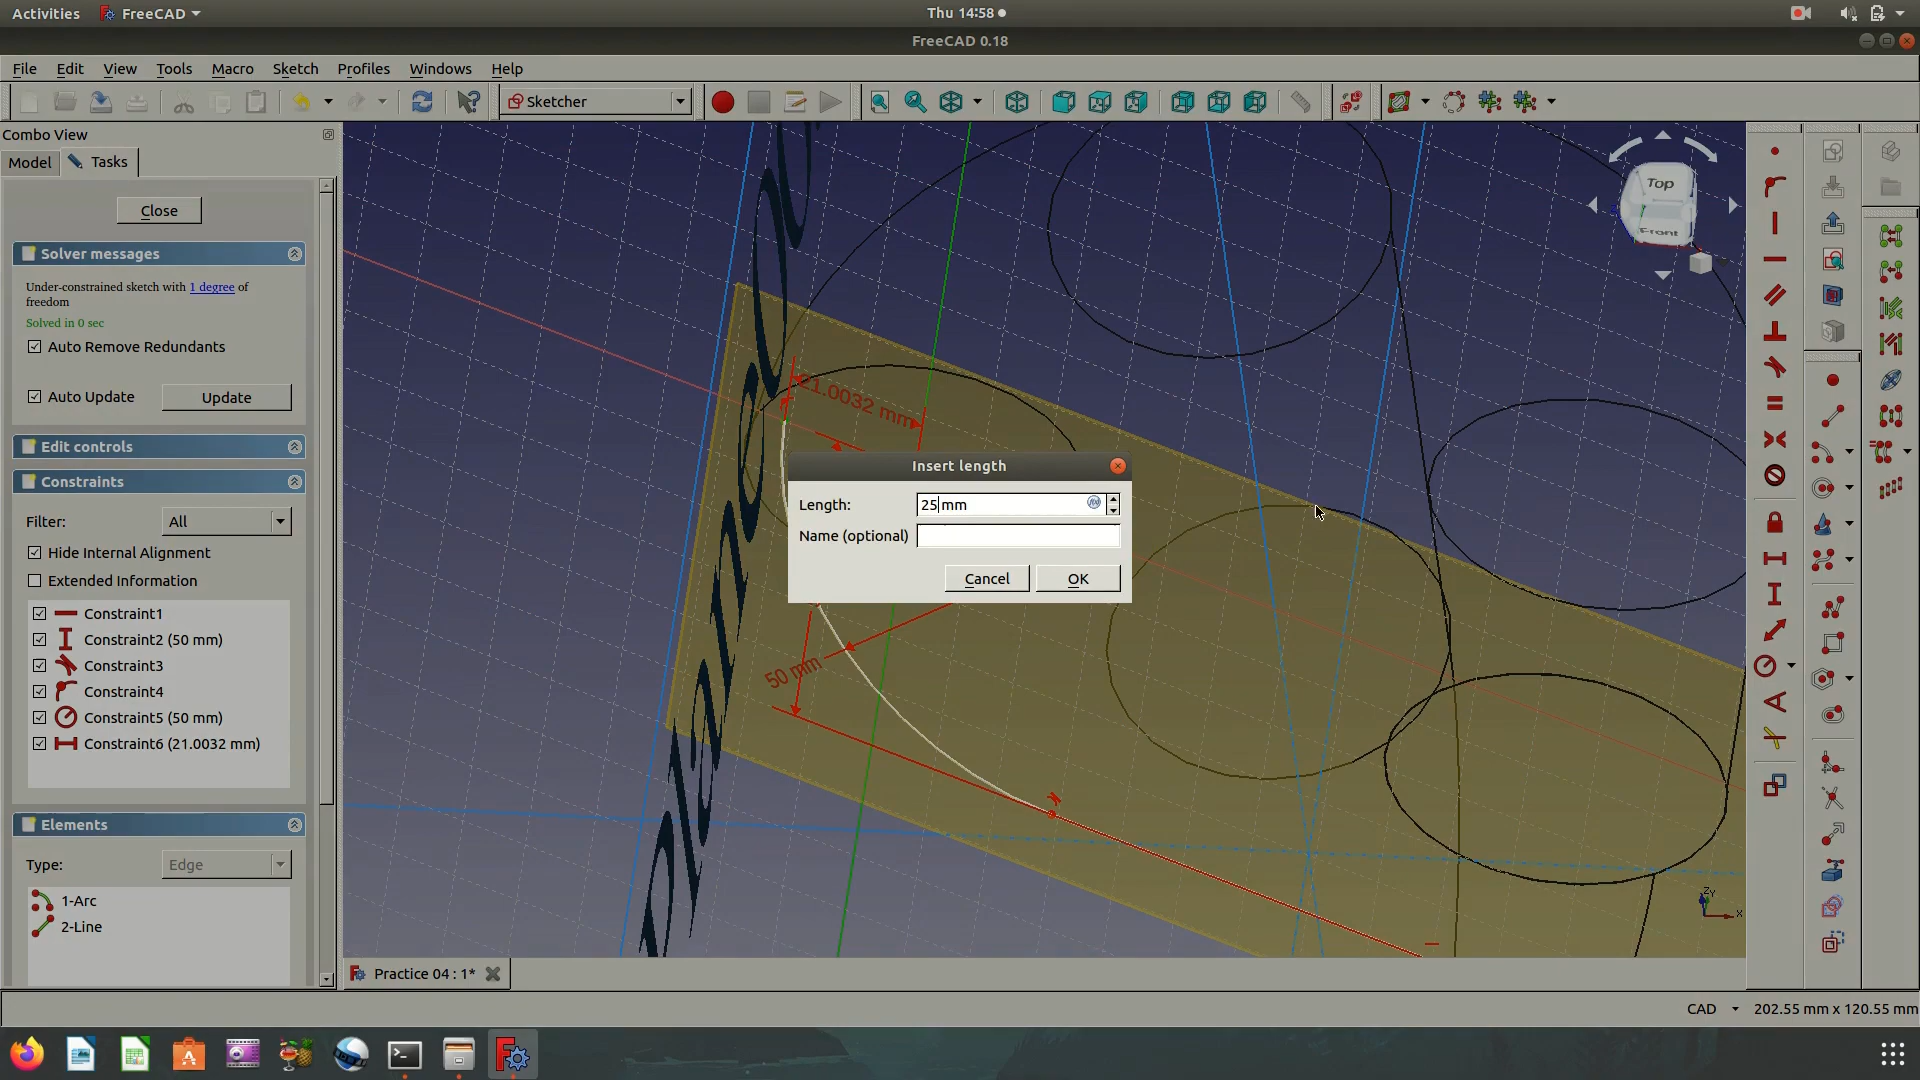 Activities FreeCAD Thu 14:58
FreeCAD 0.18
File Edit View Tools Macro Sketch Profiles Windows Help
Sketcher
Combo View
Model Tasks
Close
Solver messages
Under-constrained sketch with 1 degree of
freedom
Solved in 0 sec
Auto Remove Redundants
Auto Update Update
Edit controls
Constraints
Filter: All
Hide Internal Alignment
Extended Information
Constraint1
Constraint2 (50 mm)
Constraint3
Constraint4
Constraint5 (50 mm)
Constraint6 (21.0032 mm)
Elements
Type: Edge
1-Arc
2-Line
21.0032 mm
50 mm
Insert length
Length: 25 mm
Name (optional)
Cancel OK
Top
Front
Z Y
X
Practice 04 : 1*
CAD 202.55 mm x 120.55 mm